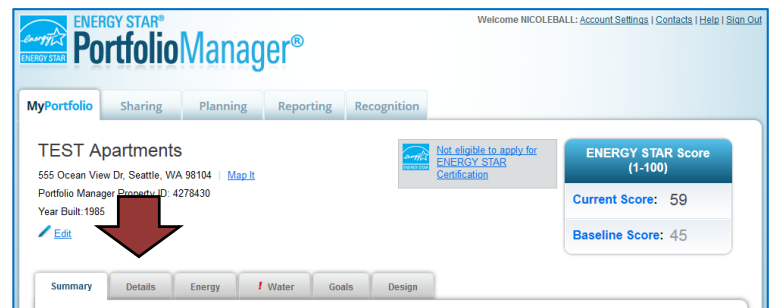 ENERGY STAR®
PortfolioManager®
energy
ENERGY STAR
Welcome NICOLEBALL: Account Settings | Contacts | Help | Sign Out
MyPortfolio Sharing Planning Reporting Recognition
TEST Apartments
555 Ocean View Dr, Seattle, WA 98104 | Map It
Portfolio Manager Property ID: 4278430
Year Built:1985
Edit
energy
ENERGY STAR
Not eligible to apply for
ENERGY STAR
Certification
ENERGY STAR Score
(1-100)
Current Score: 59
Baseline Score: 45
Summary Details Energy ! Water Goals Design